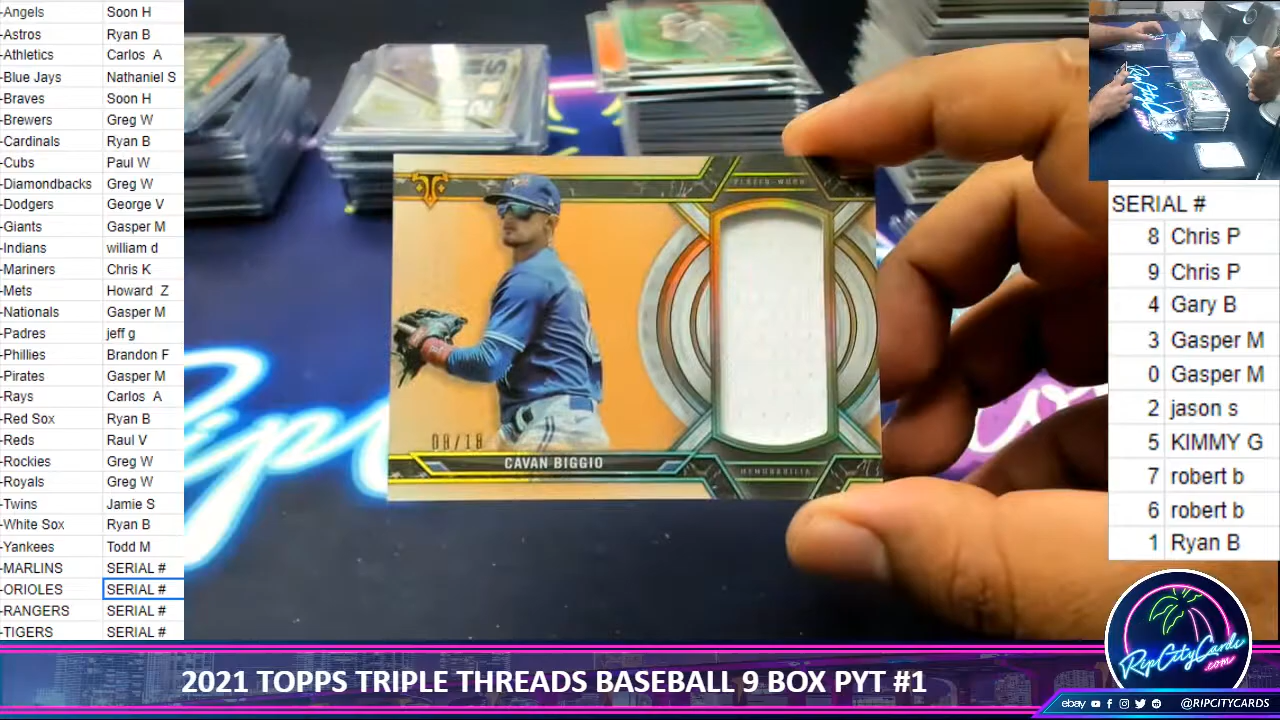 -Angels Soon H
-Astros Ryan B
-Athletics Carlos A
-Blue Jays Nathaniel S
-Braves Soon H
-Brewers Greg W
-Cardinals Ryan B
-Cubs Paul W
-Diamondbacks Greg W
-Dodgers George V
-Giants Gasper M
-Indians william d
-Mariners Chris K
-Mets Howard Z
-Nationals Gasper M
-Padres jeff g
-Phillies Brandon F
-Pirates Gasper M
-Rays Carlos A
-Red Sox Ryan B
-Reds Raul V
-Rockies Greg W
-Royals Greg W
-Twins Jamie S
-White Sox Ryan B
-Yankees Todd M
-MARLINS SERIAL #
-ORIOLES SERIAL #
-RANGERS SERIAL #
-TIGERS SERIAL #
08/18
CAVAN BIGGIO
MEMORABILIA
SERIAL #
8 Chris P
9 Chris P
4 Gary B
3 Gasper M
0 Gasper M
2 jason s
5 KIMMY G
7 robert b
6 robert b
1 Ryan B
RipCityCards
.com
2021 TOPPS TRIPLE THREADS BASEBALL 9 BOX PYT #1
ebay @RIPCITYCARDS